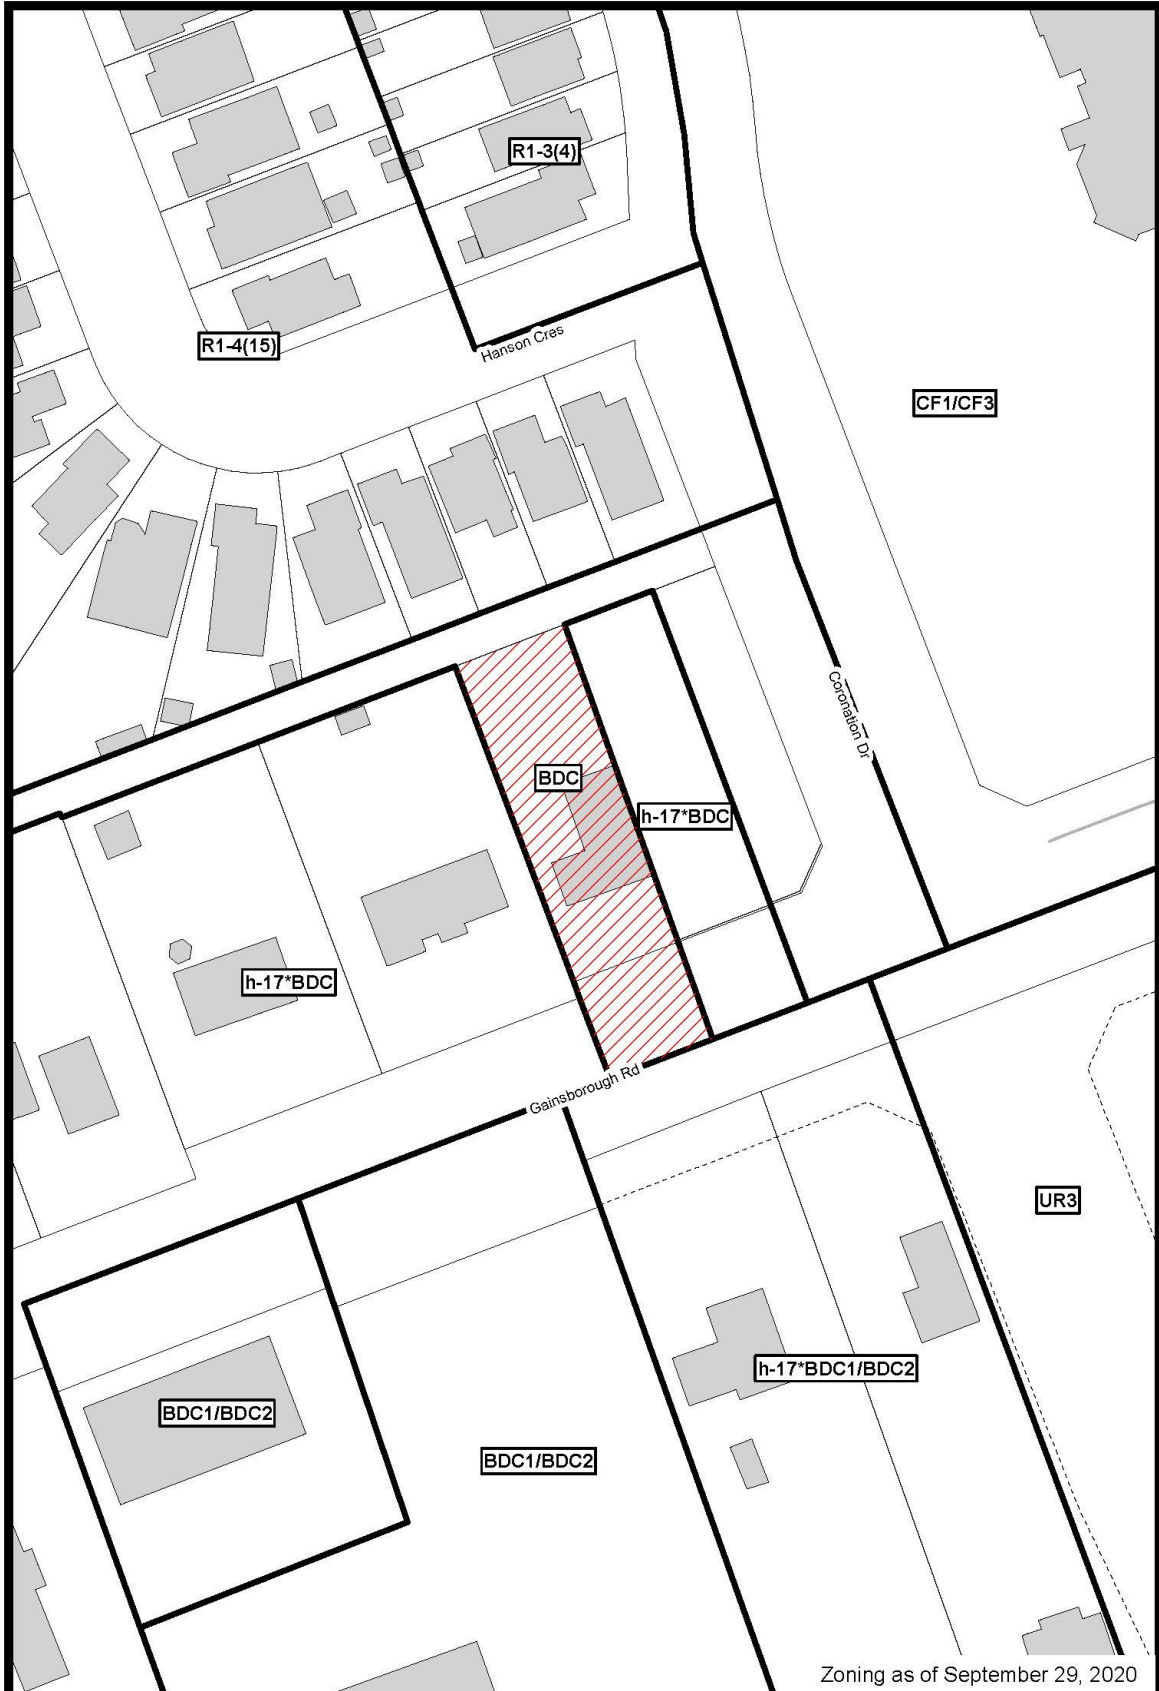 R1-3(4)
Hanson Cres
R1-4(15)
CF1/CF3
Coronation Dr
BDC
h-17*BDC
h-17*BDC
Gainsborough Rd
UR3
h-17*BDC1/BDC2
BDC1/BDC2
BDC1/BDC2
Zoning as of September 29, 2020